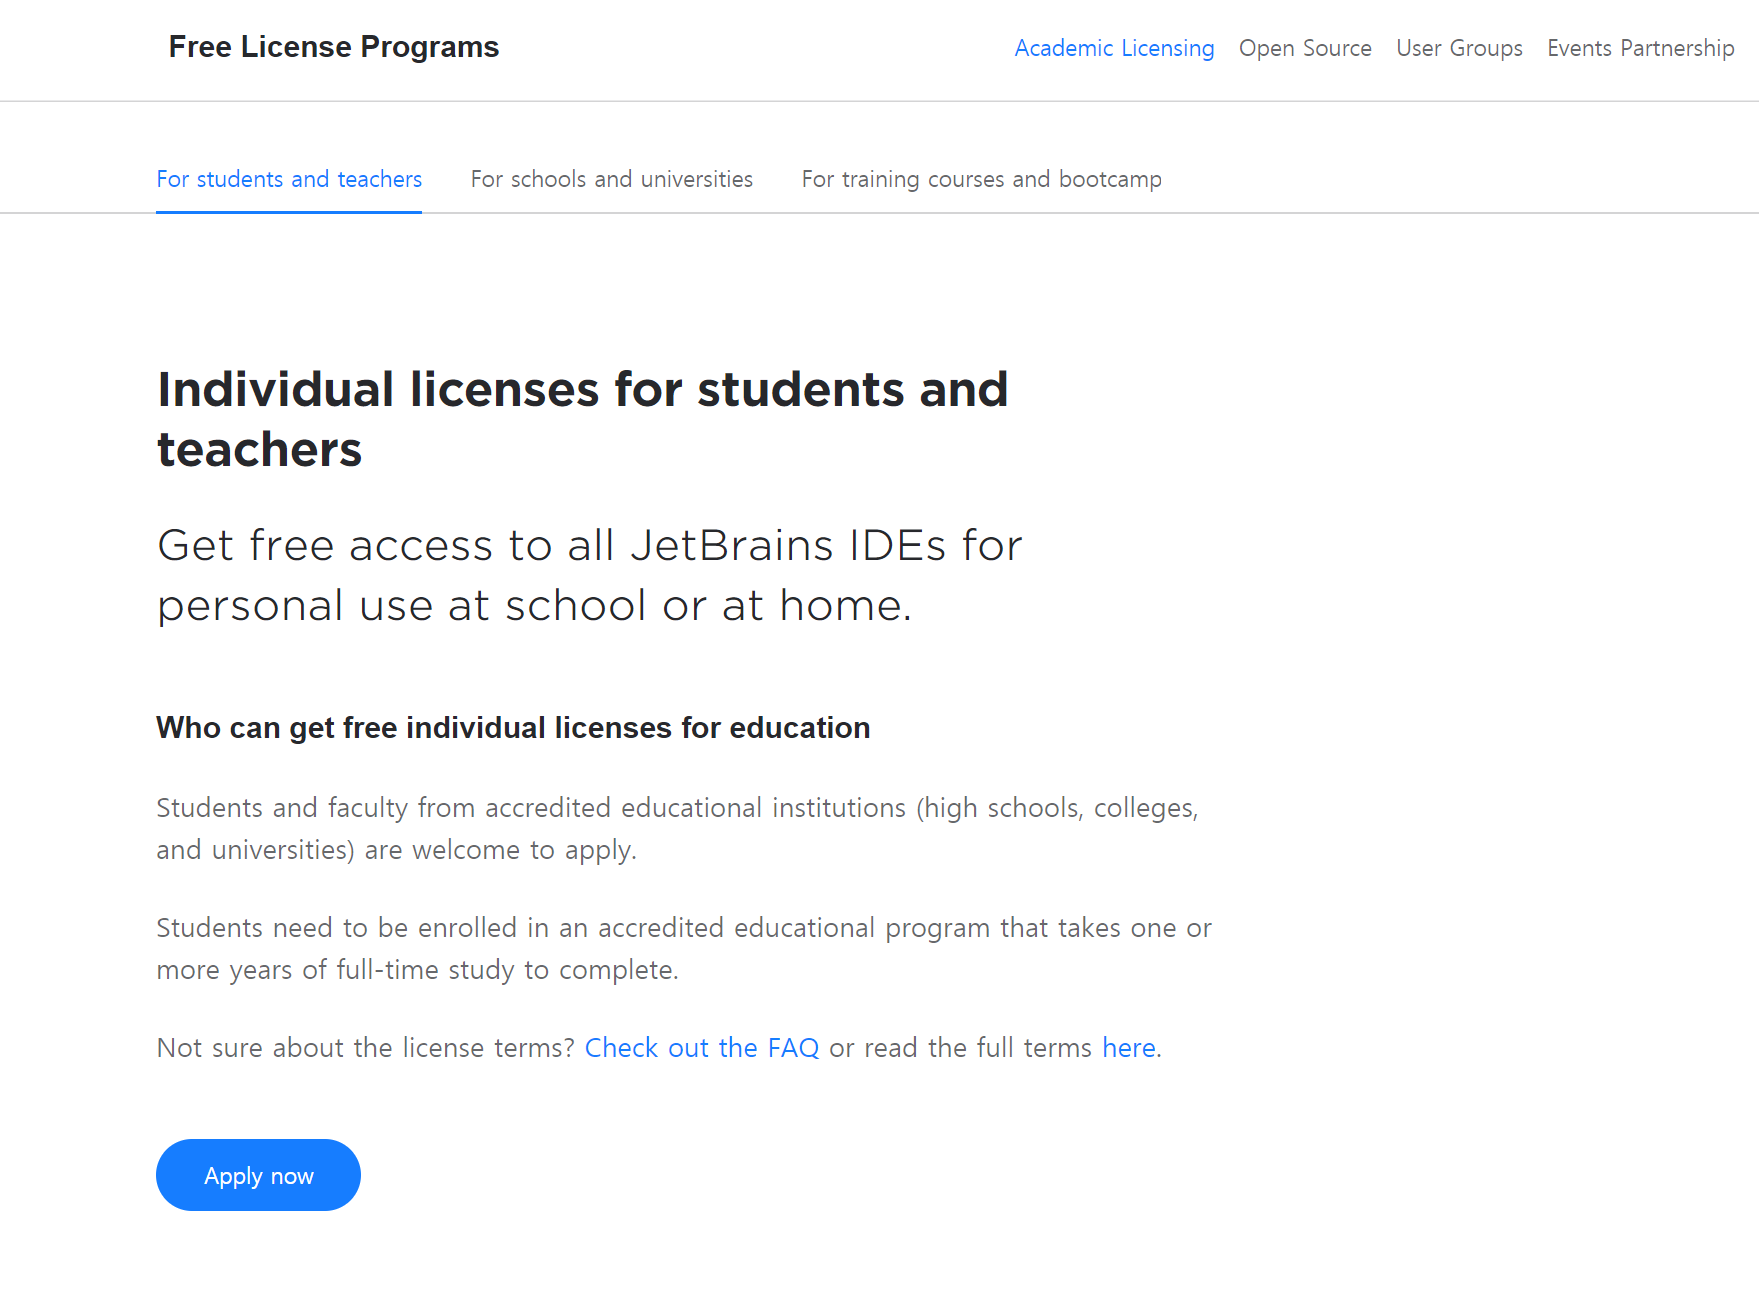 Free License Programs
Academic Licensing
Open Source
User Groups
Events Partnership
For students and teachers
For schools and universities
For training courses and bootcamp
Individual licenses for students and
teachers
Get free access to all JetBrains IDEs for
personal use at school or at home.
Who can get free individual licenses for education
Students and faculty from accredited educational institutions (high schools, colleges,
and universities) are welcome to apply.
Students need to be enrolled in an accredited educational program that takes one or
more years of full-time study to complete.
Not sure about the license terms? Check out the FAQ or read the full terms here.
Apply now